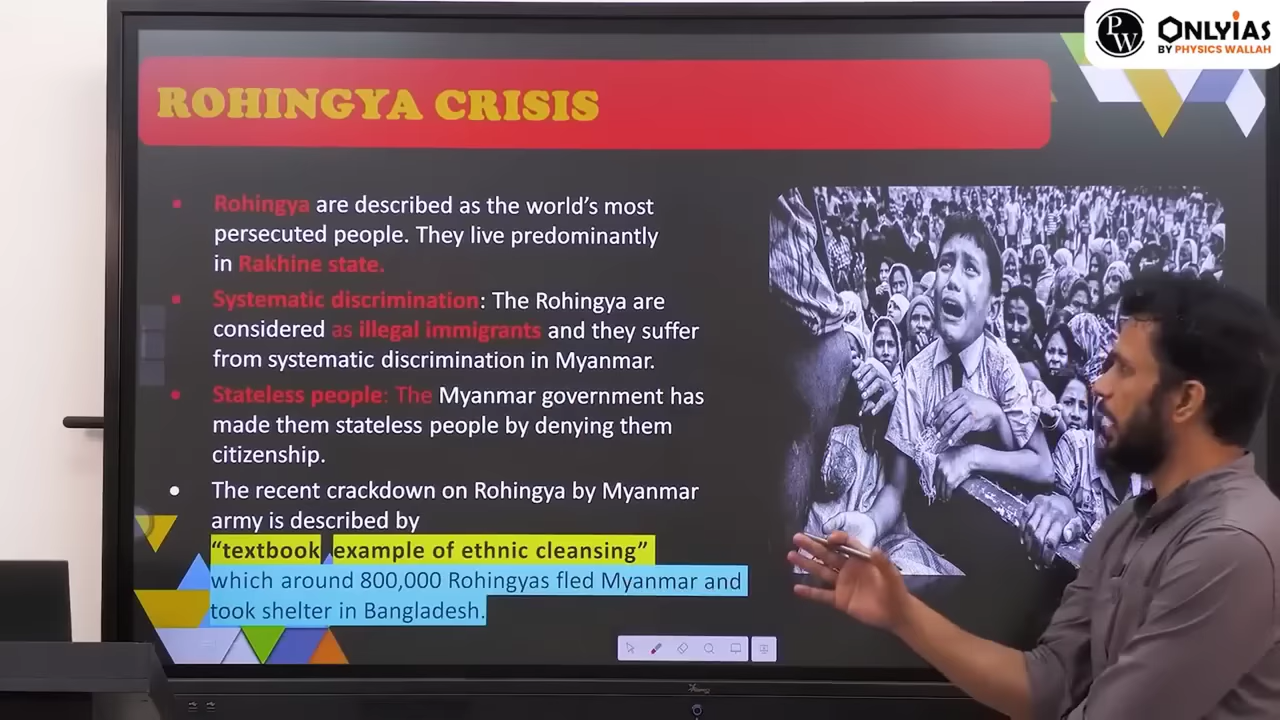 PW
ONLYIAS
BY PHYSICS WALLAH
ROHINGYA CRISIS
Rohingya are described as the world's most
persecuted people. They live predominantly
in Rakhine state.
Systematic discrimination: The Rohingya are
considered as illegal immigrants and they suffer
from systematic discrimination in Myanmar.
Stateless people: The Myanmar government has
made them stateless people by denying them
citizenship.
The recent crackdown on Rohingya by Myanmar
army is described by
“textbook example of ethnic cleansing”
which around 800,000 Rohingyas fled Myanmar and
took shelter in Bangladesh.